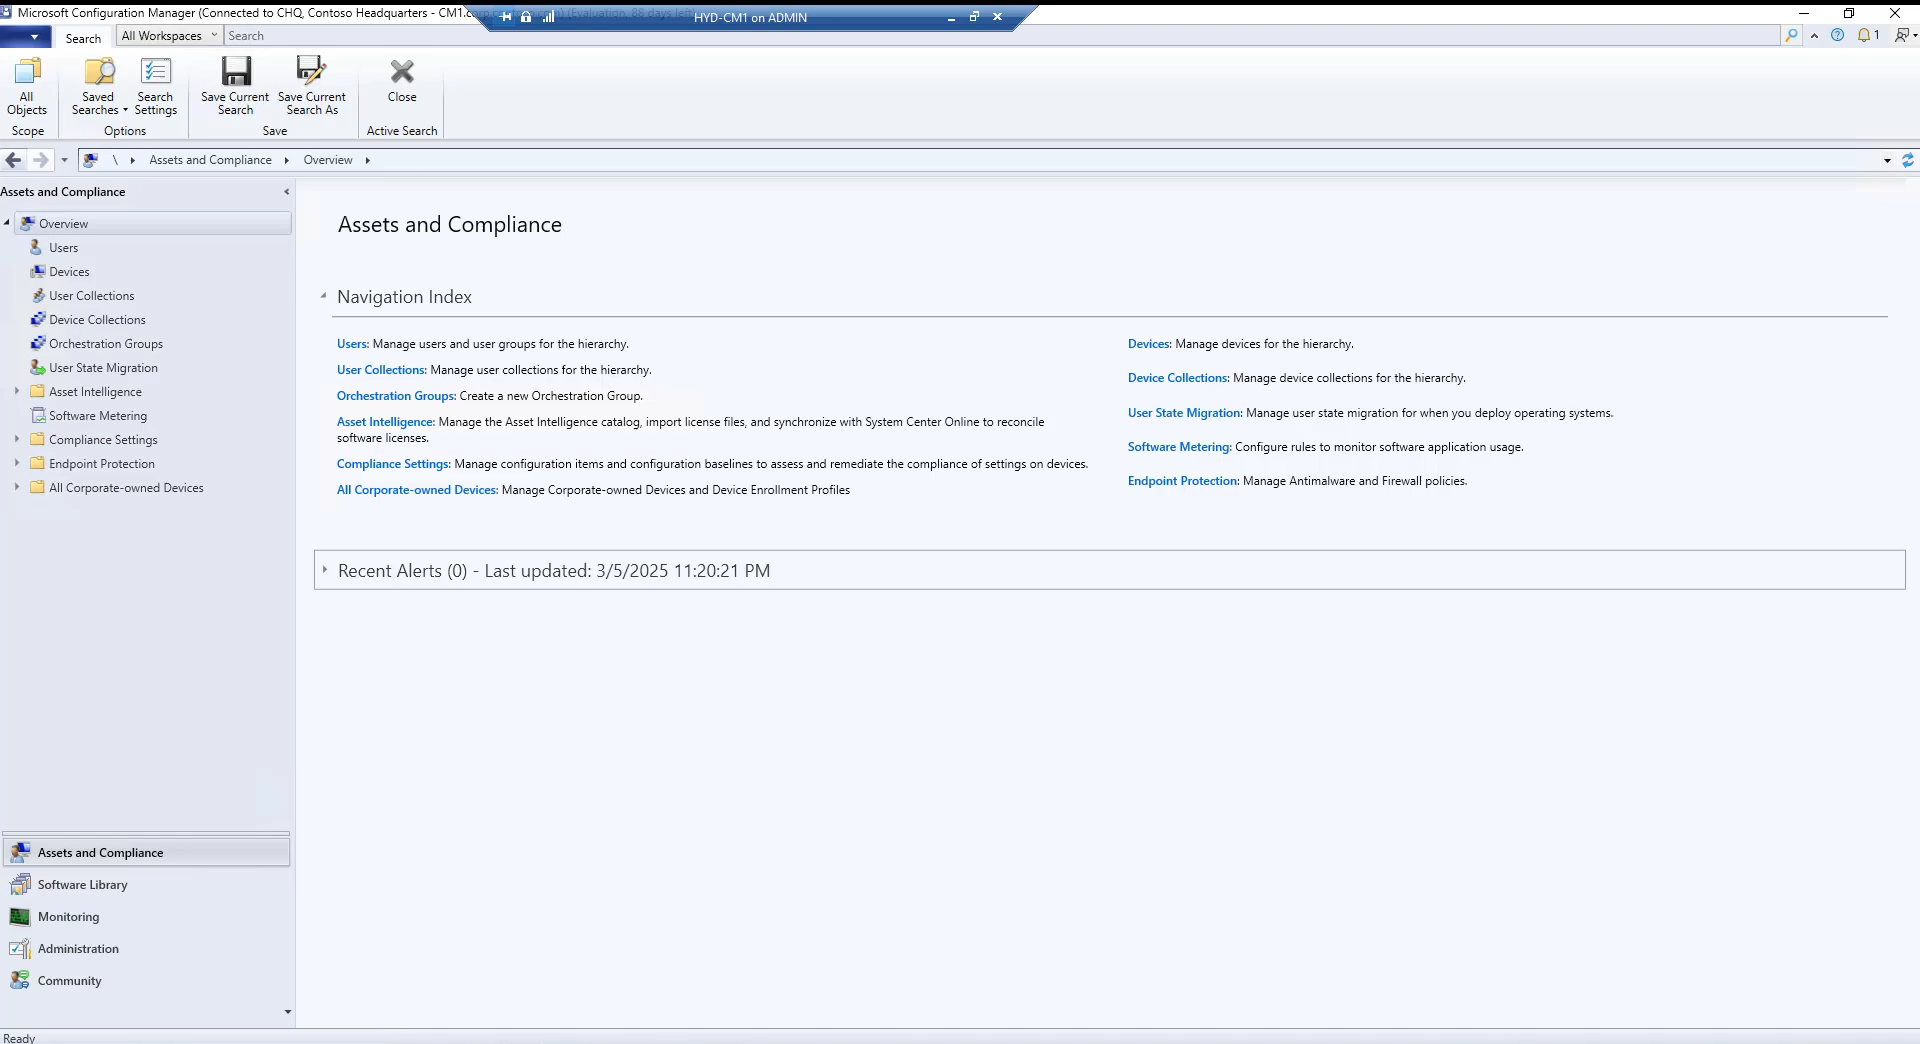 Microsoft Configuration Manager (Connected to CHQ, Contoso Headquarters - CM1.
HYD-CM1 on ADMIN
Search
All Workspaces
Search
1
All Objects
Saved Searches
Search Settings
Save Current Search
Save Current Search As
Close
Scope
Options
Save
Active Search
\ Assets and Compliance Overview
Assets and Compliance
Overview
Users
Devices
User Collections
Device Collections
Orchestration Groups
User State Migration
Asset Intelligence
Software Metering
Compliance Settings
Endpoint Protection
All Corporate-owned Devices
Assets and Compliance
Software Library
Monitoring
Administration
Community
Assets and Compliance
Navigation Index
Users: Manage users and user groups for the hierarchy.
User Collections: Manage user collections for the hierarchy.
Orchestration Groups: Create a new Orchestration Group.
Asset Intelligence: Manage the Asset Intelligence catalog, import license files, and synchronize with System Center Online to reconcile
software licenses.
Compliance Settings: Manage configuration items and configuration baselines to assess and remediate the compliance of settings on devices.
All Corporate-owned Devices: Manage Corporate-owned Devices and Device Enrollment Profiles
Devices: Manage devices for the hierarchy.
Device Collections: Manage device collections for the hierarchy.
User State Migration: Manage user state migration for when you deploy operating systems.
Software Metering: Configure rules to monitor software application usage.
Endpoint Protection: Manage Antimalware and Firewall policies.
Recent Alerts (0) - Last updated: 3/5/2025 11:20:21 PM
Ready